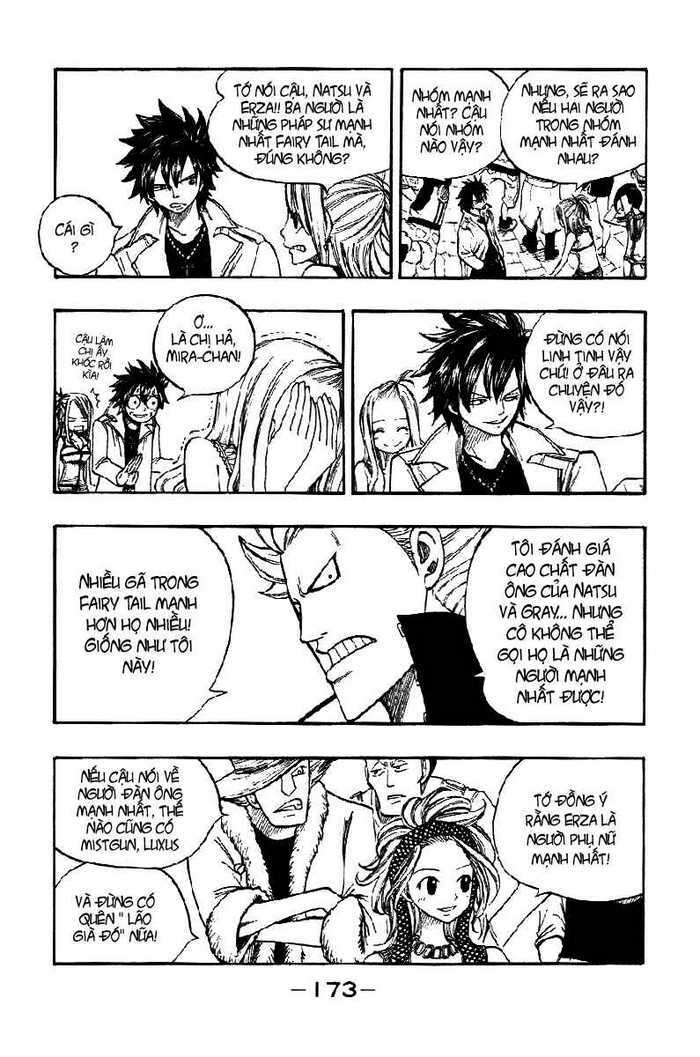 NHƯNG, SẼ RA SAO
NẾU HAI NGƯỜI
TRONG NHÓM
MẠNH NHẤT ĐÁNH
NHAU?
NHÓM MẠNH
NHẤT? CẬU
NÓI NHÓM
NÀO VẬY?
TỚ NÓI CẬU, NATSU VÀ
ERZA!! BA NGƯỜI LÀ
NHỮNG PHÁP SƯ MẠNH
NHẤT FAIRY TAIL MÀ,
ĐÚNG KHÔNG?
CÁI GÌ
?
ĐỪNG CÓ NÓI
LINH TINH VẬY
CHỨ! Ở ĐÂU RA
CHUYỆN ĐÓ
VẬY?!
Ơ...
LÀ CHỊ HẢ,
MIRA-CHAN!
CẬU LÀM
CHỊ ẤY
KHÓC RỒI
KÌA!
TÔI ĐÁNH GIÁ
CAO CHẤT ĐÀN
ÔNG CỦA NATSU
VÀ GRAY... NHƯNG
CÔ KHÔNG THỂ
GỌI HỌ LÀ NHỮNG
NGƯỜI MẠNH
NHẤT ĐƯỢC!
NHIỀU GÃ TRONG
FAIRY TAIL MẠNH
HƠN HỌ NHIỀU!
GIỐNG NHƯ TÔI
NÀY!
TỚ ĐỒNG Ý
RẰNG ERZA LÀ
NGƯỜI PHỤ NỮ
MẠNH NHẤT!
NẾU CẬU NÓI VỀ
NGƯỜI ĐÀN ÔNG
MẠNH NHẤT, THẾ
NÀO CŨNG CÓ
MISTGUN, LUXUS
VÀ ĐỪNG CÓ
QUÊN " LÃO
GIÀ ĐÓ" NỮA!
— 173 —